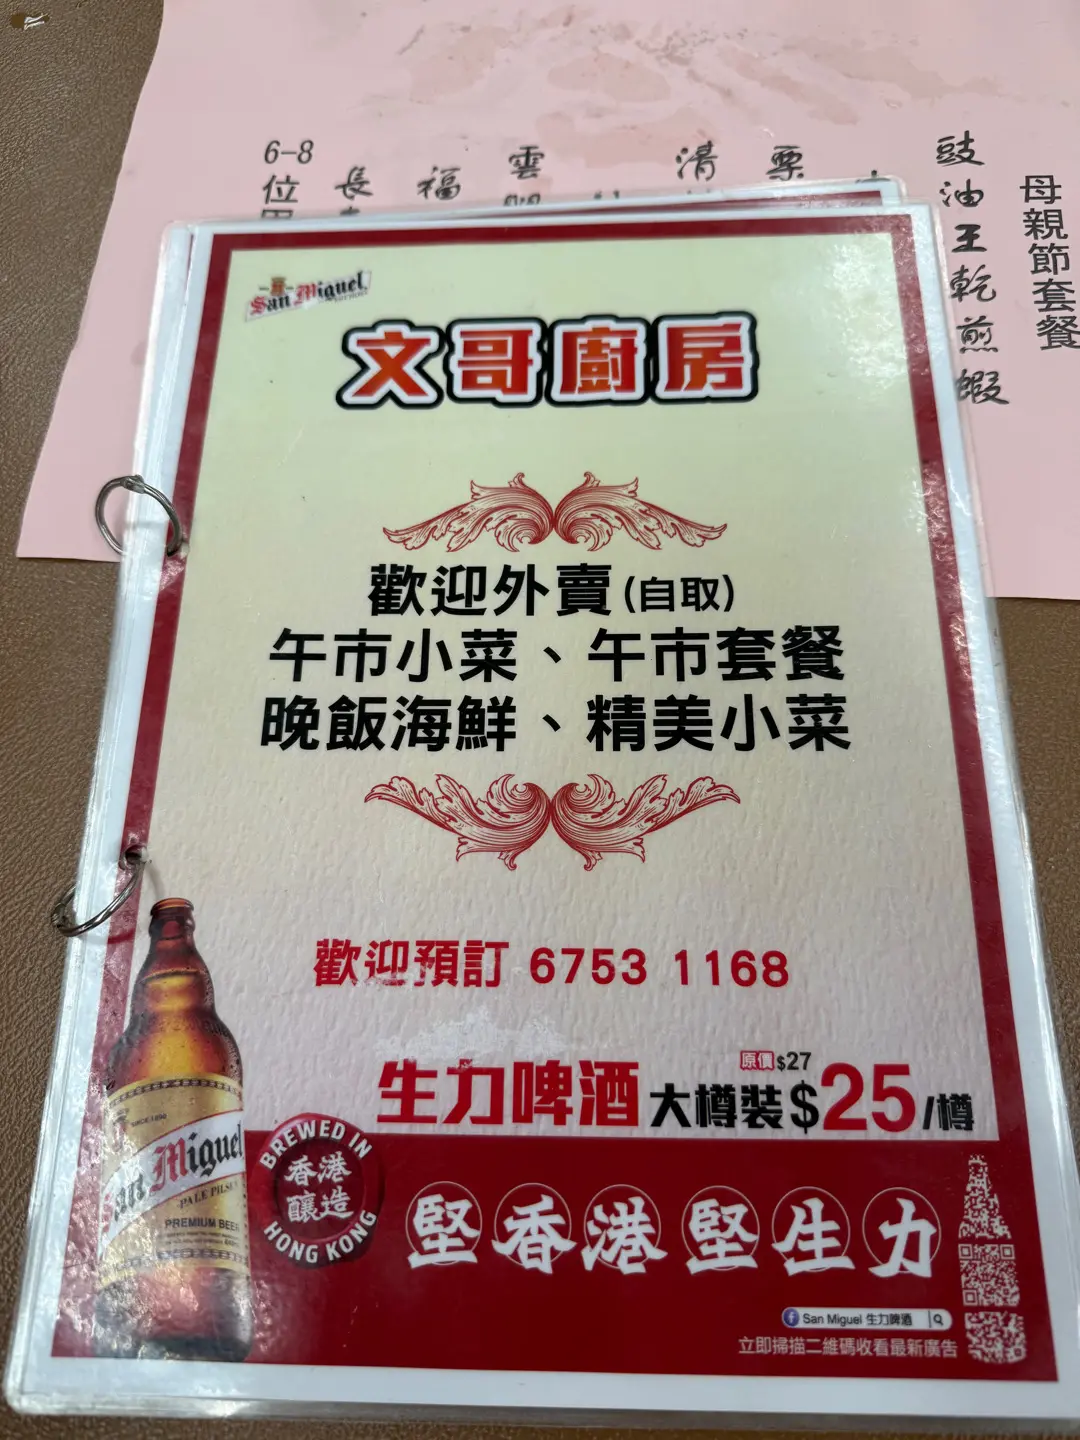 6-8
位
長
福
雲
清
栗
豉油王乾煎蝦
母親節套餐
San Miguel
文哥廚房
歡迎外賣(自取)
午市小菜、午市套餐
晚飯海鮮、精美小菜
歡迎預訂 6753 1168
原價$27
生力啤酒 大樽裝$25/樽
San Miguel
PALE PILSEN
PREMIUM BEER
BREWED IN
香港
釀造
HONG KONG
堅香港堅生力
San Miguel 生力啤酒
立即掃描二維碼收看最新廣告